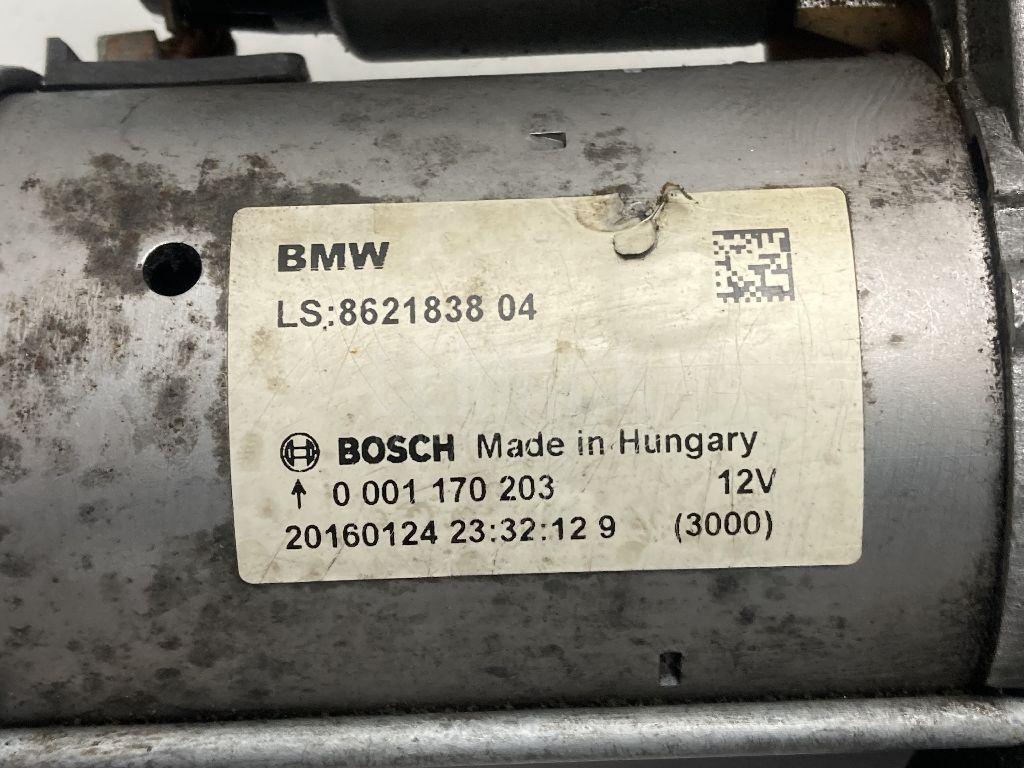 BMW
LS:8621838 04
BOSCH Made in Hungary
↑ 0 001 170 203 12V
20160124 23:32:12 9 (3000)